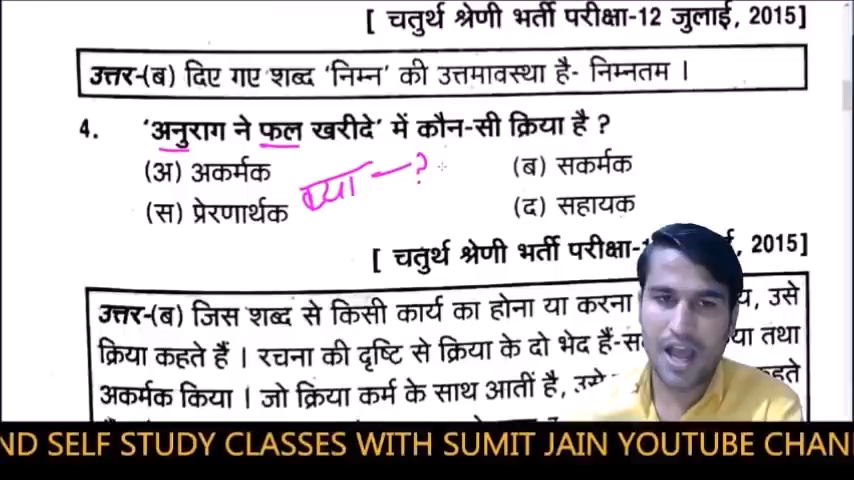 [ चतुर्थ श्रेणी भर्ती परीक्षा-12 जुलाई, 2015]
उत्तर-(ब) दिए गए शब्द 'निम्न' की उत्तमावस्था है- निम्नतम ।
4. 'अनुराग ने फल खरीदे' में कौन-सी क्रिया है ?
(अ) अकर्मक (ब) सकर्मक
क्या - ?
(स) प्रेरणार्थक (द) सहायक
[ चतुर्थ श्रेणी भर्ती परीक्षा- 2015]
उत्तर-(ब) जिस शब्द से किसी कार्य का होना या करना उसे
क्रिया कहते हैं । रचना की दृष्टि से क्रिया के दो भेद हैं- तथा
अकर्मक किया । जो क्रिया कर्म के साथ आतीं है, उसे कहते
ND SELF STUDY CLASSES WITH SUMIT JAIN YOUTUBE CHAN